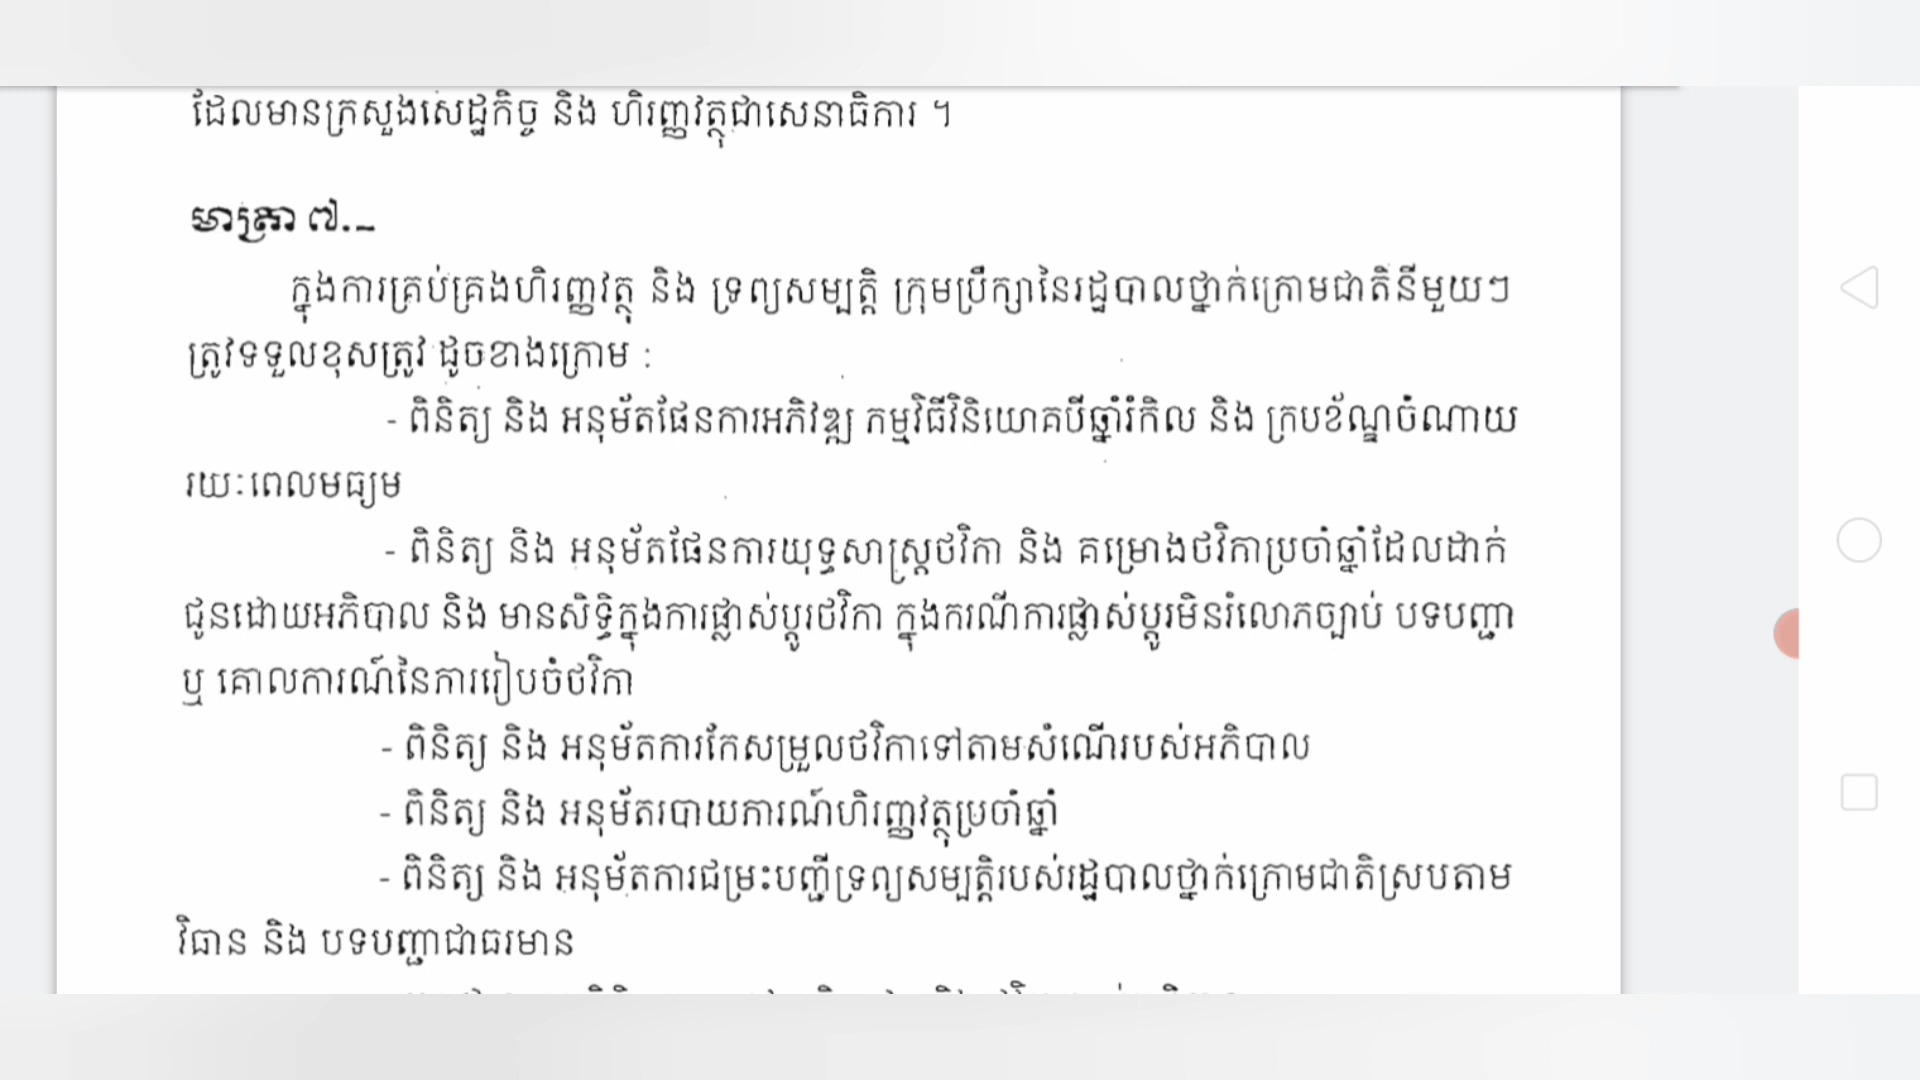 ដែលមានក្រសួងសេដ្ឋកិច្ច និង ហិរញ្ញវត្ថុជាសេនាធិការ ។
មាត្រា ៧.–
ក្នុងការគ្រប់គ្រងហិរញ្ញវត្ថុ និង ទ្រព្យសម្បត្តិ ក្រុមប្រឹក្សានៃរដ្ឋបាលថ្នាក់ក្រោមជាតិនីមួយៗ
ត្រូវទទួលខុសត្រូវ ដូចខាងក្រោម :
- ពិនិត្យ និង អនុម័តផែនការអភិវឌ្ឍ កម្មវិធីវិនិយោគបីឆ្នាំរំកិល និង ក្របខ័ណ្ឌចំណាយ
រយៈពេលមធ្យម
- ពិនិត្យ និង អនុម័តផែនការយុទ្ធសាស្ត្រថវិកា និង គម្រោងថវិកាប្រចាំឆ្នាំដែលដាក់
ជូនដោយអភិបាល និង មានសិទ្ធិក្នុងការផ្លាស់ប្តូរថវិកា ក្នុងករណីការផ្លាស់ប្តូរមិនរំលោភច្បាប់ បទបញ្ជា
ឬ គោលការណ៍នៃការរៀបចំថវិកា
- ពិនិត្យ និង អនុម័តការកែសម្រួលថវិកាទៅតាមសំណើរបស់អភិបាល
- ពិនិត្យ និង អនុម័តរបាយការណ៍ហិរញ្ញវត្ថុប្រចាំឆ្នាំ
- ពិនិត្យ និង អនុម័តការជម្រះបញ្ជីទ្រព្យសម្បត្តិរបស់រដ្ឋបាលថ្នាក់ក្រោមជាតិស្របតាម
វិធាន និង បទបញ្ជាជាធរមាន